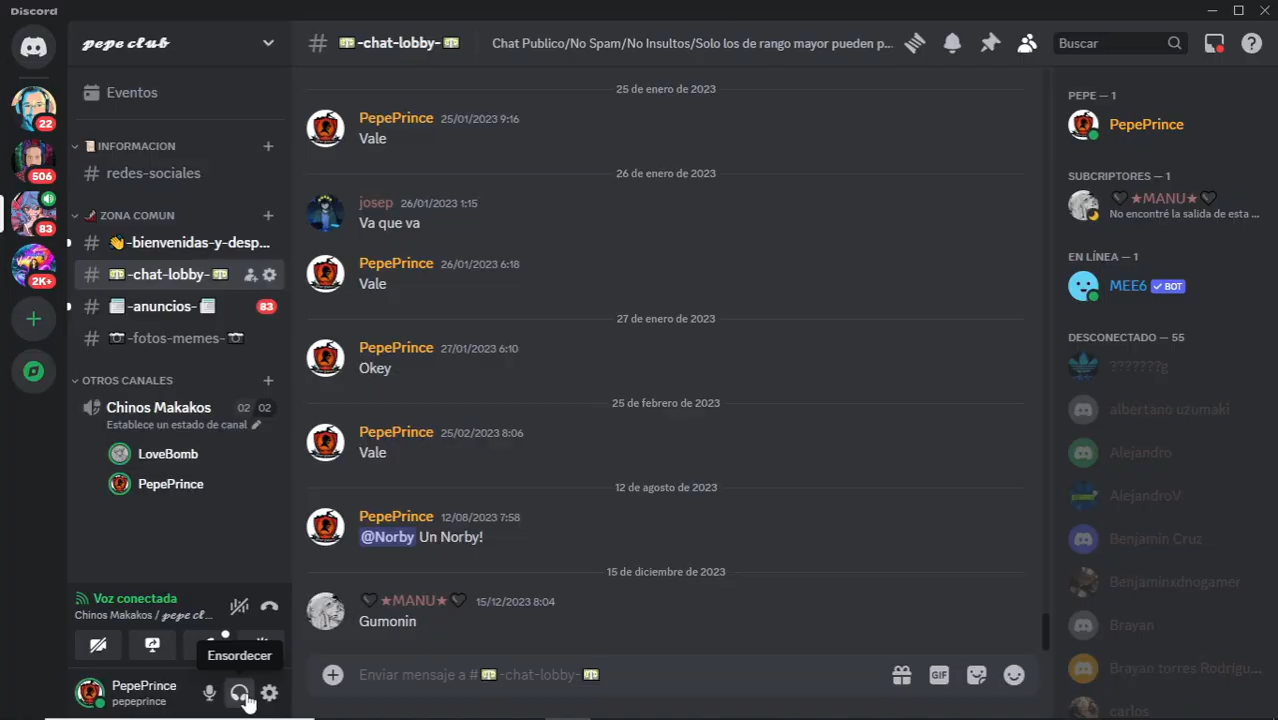 Discord
pepe club
Eventos
INFORMACION
redes-sociales
ZONA COMUN
-bienvenidas-y-desp...
-chat-lobby-
-anuncios-
83
-fotos-memes-
OTROS CANALES
Chinos Makakos 02 02
Establece un estado de canal
LoveBomb
PepePrince
Voz conectada
Chinos Makakos / pepe cl...
Ensordecer
PepePrince
pepeprince
22
506
83
2K+
# -chat-lobby-
Chat Publico/No Spam/No Insultos/Solo los de rango mayor pueden p...
Buscar
25 de enero de 2023
PepePrince 25/01/2023 9:16
Vale
26 de enero de 2023
josep 26/01/2023 1:15
Va que va
PepePrince 26/01/2023 6:18
Vale
27 de enero de 2023
PepePrince 27/01/2023 6:10
Okey
25 de febrero de 2023
PepePrince 25/02/2023 8:06
Vale
12 de agosto de 2023
PepePrince 12/08/2023 7:58
@Norby Un Norby!
15 de diciembre de 2023
★MANU★ 15/12/2023 8:04
Gumonin
Enviar mensaje a # -chat-lobby-
GIF
PEPE — 1
PepePrince
SUBCRIPTORES — 1
★MANU★
No encontré la salida de esta ...
EN LÍNEA — 1
MEE6 ✓ BOT
DESCONECTADO — 55
???????g
albertano uzumaki
Alejandro
AlejandroV
Benjamín Cruz
Benjaminxdnogamer
Brayan
Brayan torres Rodrigu...
carlos